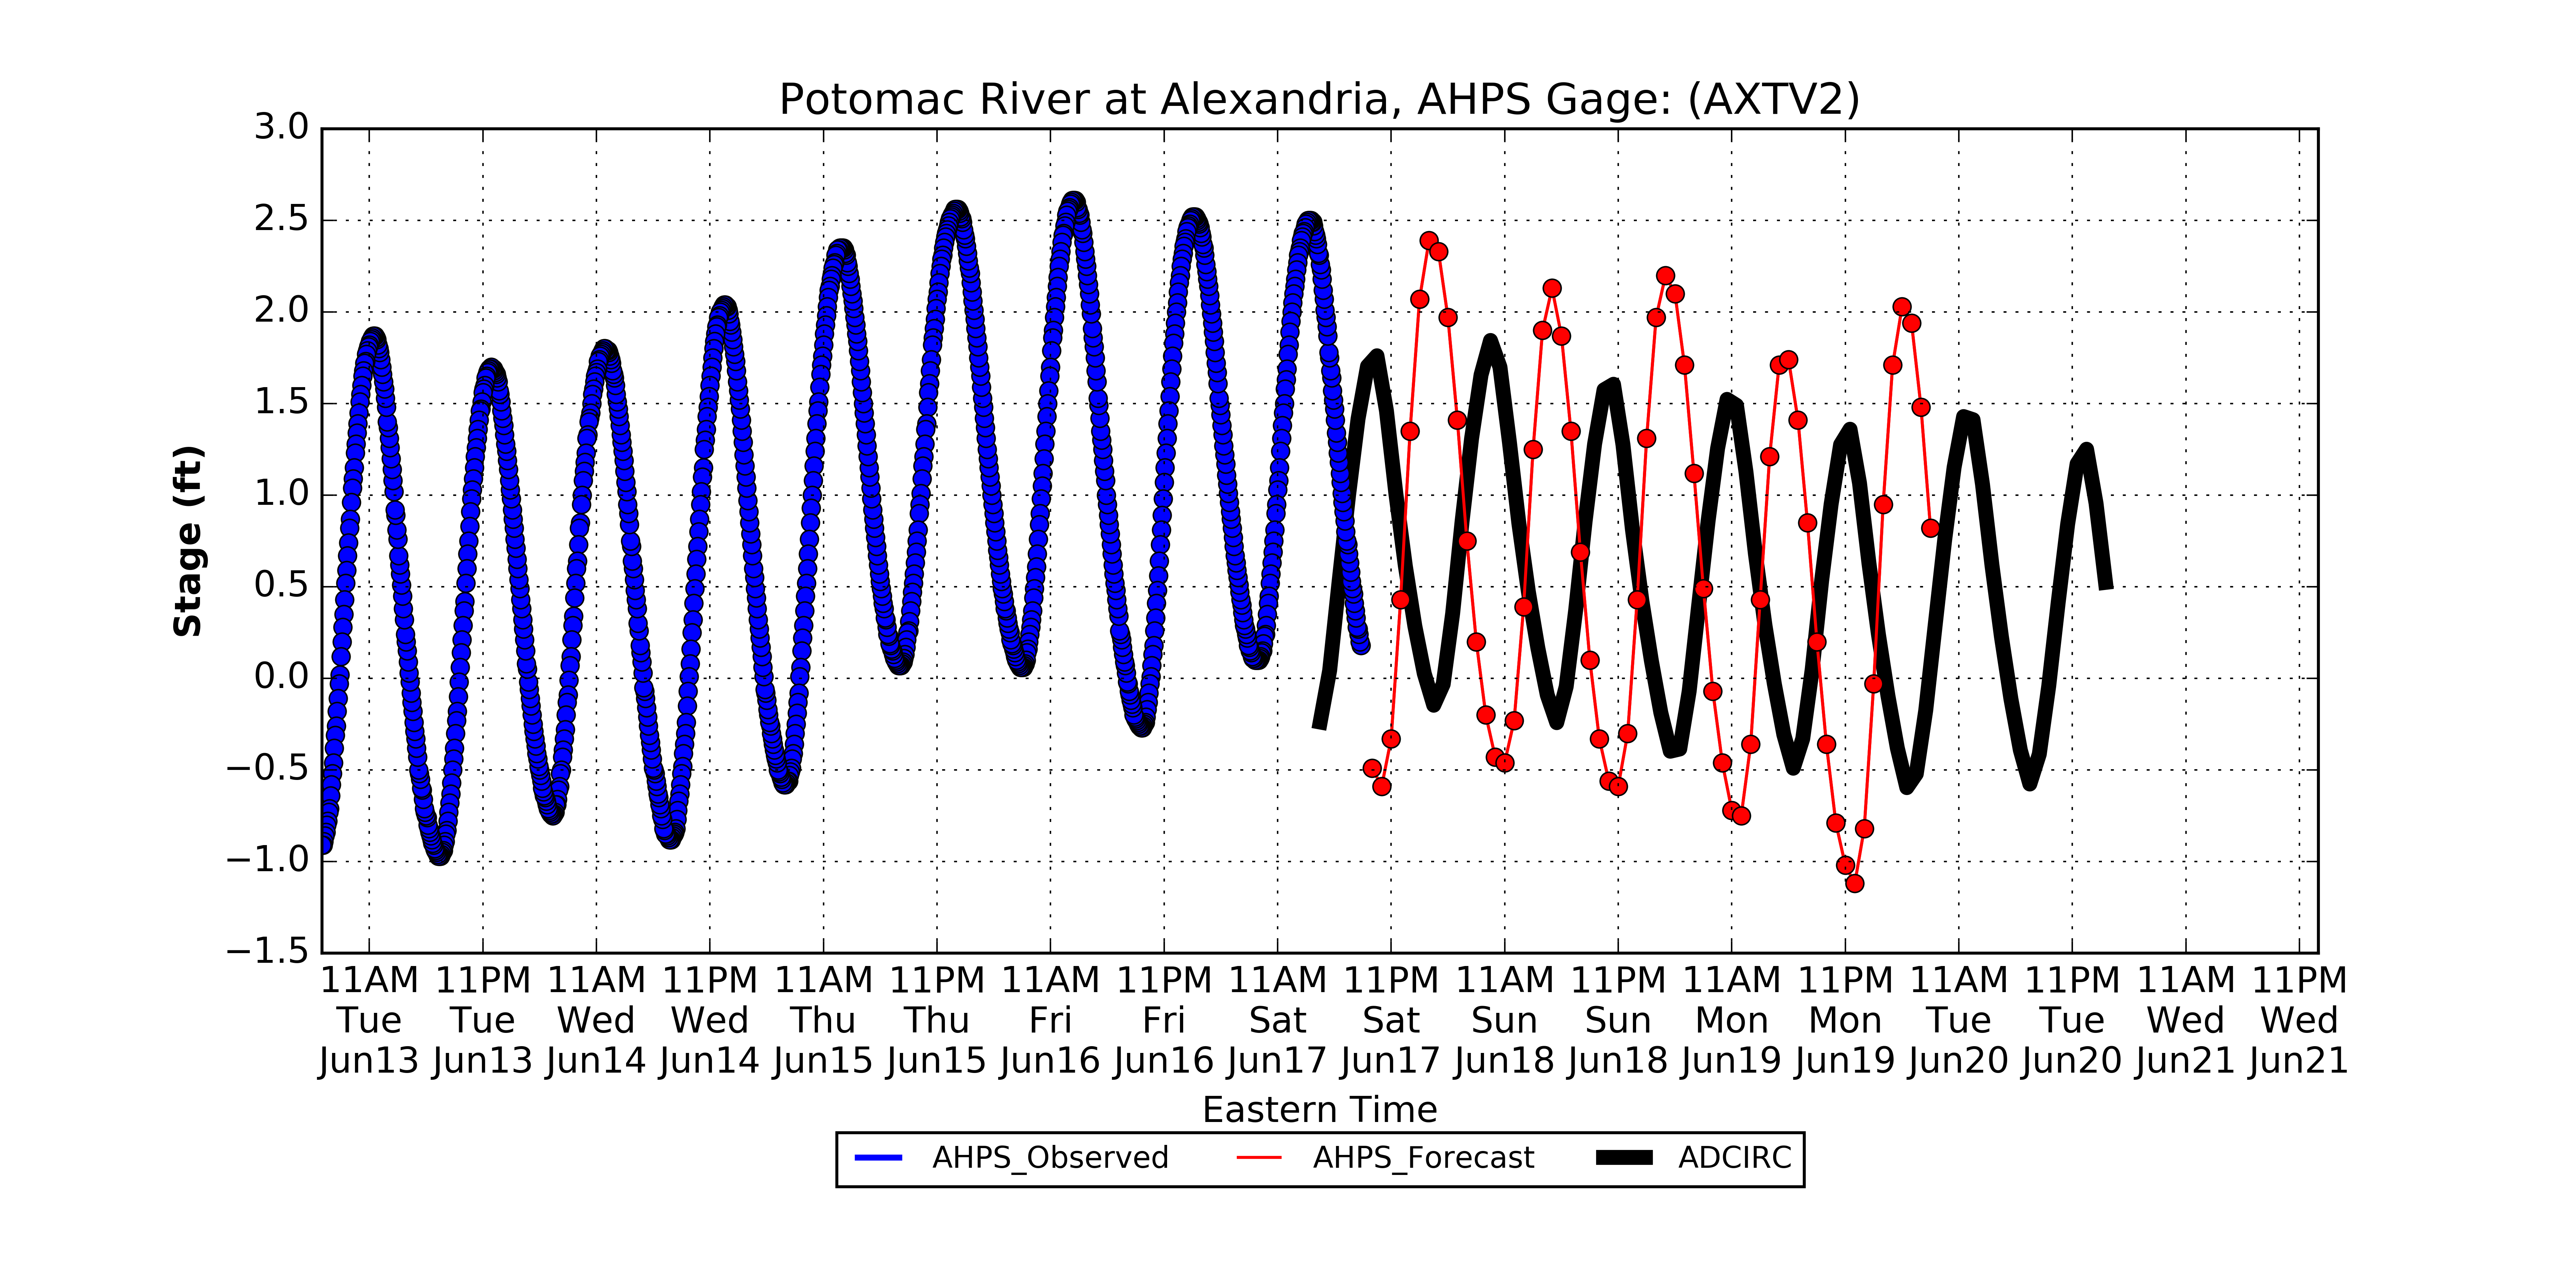 Potomac River at Alexandria, AHPS Gage: (AXTV2)
3.0
2.5
2.0
1.5
1.0
0.5
0.0
−0.5
−1.0
−1.5
Stage (ft)
11AM 11PM 11AM 11PM 11AM 11PM 11AM 11PM 11AM 11PM 11AM 11PM 11AM 11PM 11AM 11PM 11AM 11PM
Tue Tue Wed Wed Thu Thu Fri Fri Sat Sat Sun Sun Mon Mon Tue Tue Wed Wed
Jun13 Jun13 Jun14 Jun14 Jun15 Jun15 Jun16 Jun16 Jun17 Jun17 Jun18 Jun18 Jun19 Jun19 Jun20 Jun20 Jun21 Jun21
Eastern Time
AHPS_Observed AHPS_Forecast ADCIRC